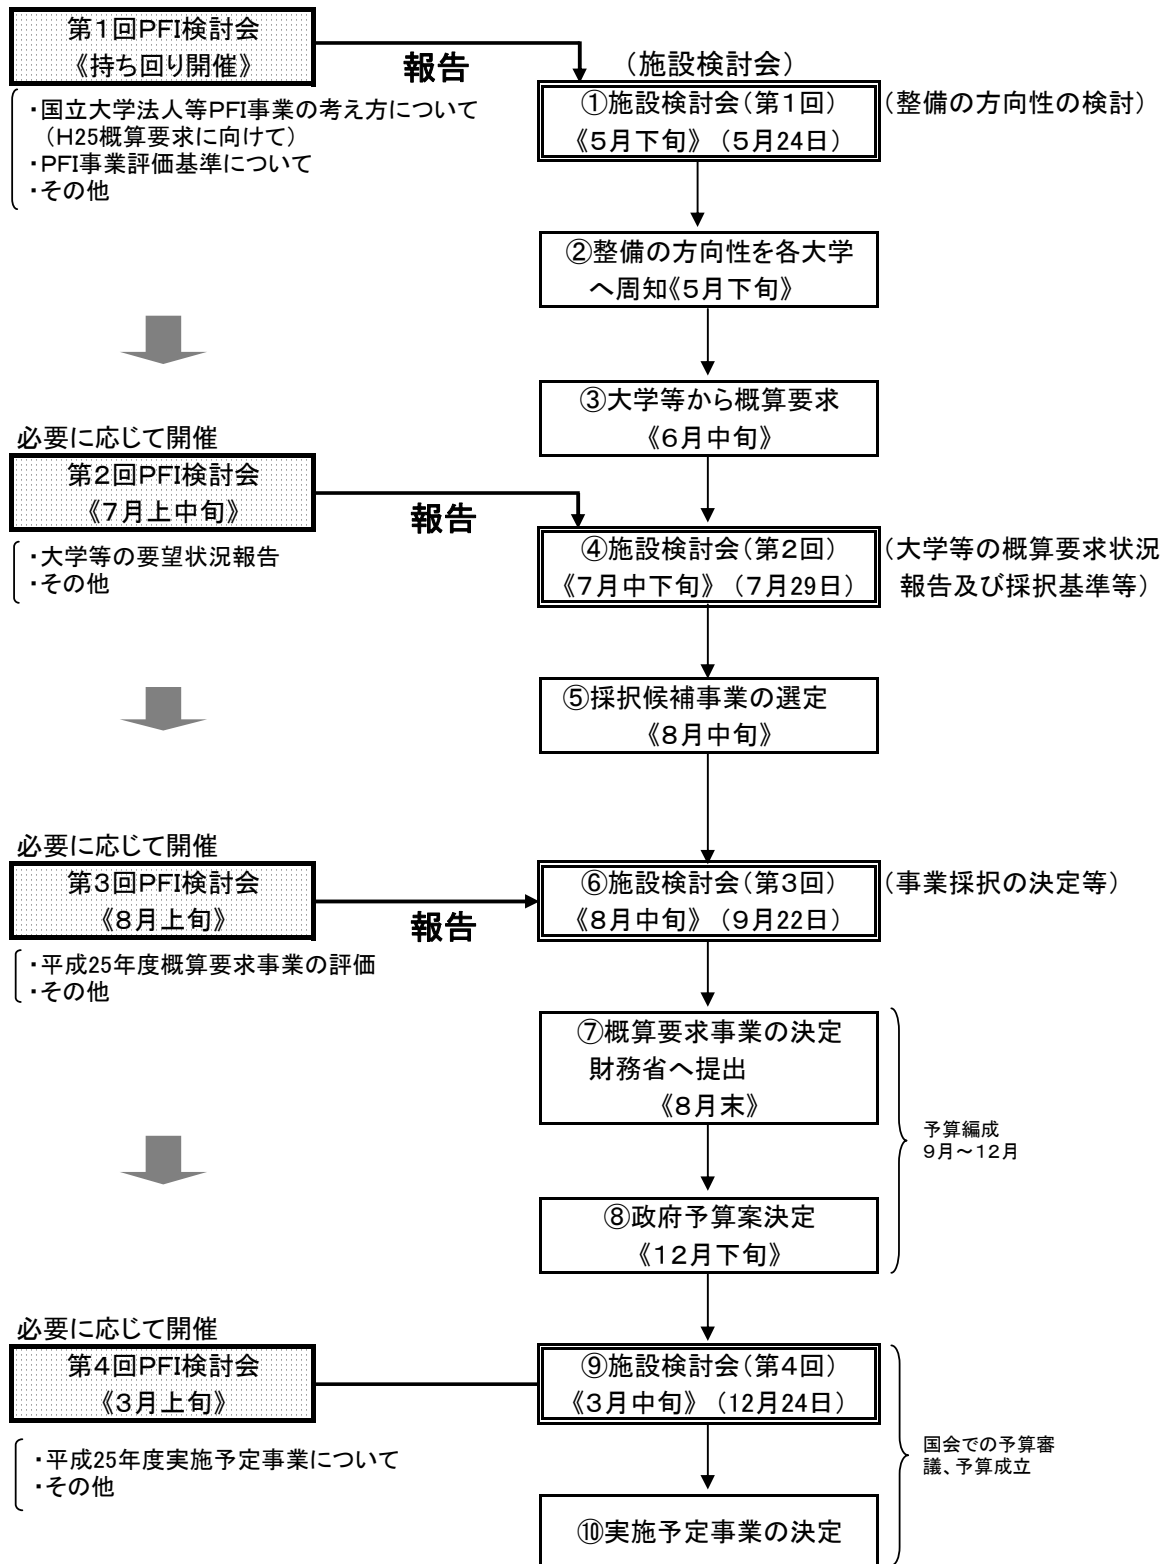 第1回PFI検討会
《持ち回り開催》
報告
・国立大学法人等PFI事業の考え方について
（H25概算要求に向けて）
・PFI事業評価基準について
・その他
（施設検討会）
①施設検討会（第1回）
《5月下旬》（5月24日）
（整備の方向性の検討）
②整備の方向性を各大学
へ周知《5月下旬》
③大学等から概算要求
《6月中旬》
必要に応じて開催
第2回PFI検討会
《7月上中旬》
報告
・大学等の要望状況報告
・その他
④施設検討会（第2回）
《7月中下旬》（7月29日）
（大学等の概算要求状況
報告及び採択基準等）
⑤採択候補事業の選定
《8月中旬》
必要に応じて開催
第3回PFI検討会
《8月上旬》
報告
・平成25年度概算要求事業の評価
・その他
⑥施設検討会（第3回）
《8月中旬》（9月22日）
（事業採択の決定等）
⑦概算要求事業の決定
財務省へ提出
《8月末》
予算編成
9月～12月
⑧政府予算案決定
《12月下旬》
必要に応じて開催
第4回PFI検討会
《3月上旬》
・平成25年度実施予定事業について
・その他
⑨施設検討会（第4回）
《3月中旬》（12月24日）
国会での予算審
議、予算成立
⑩実施予定事業の決定